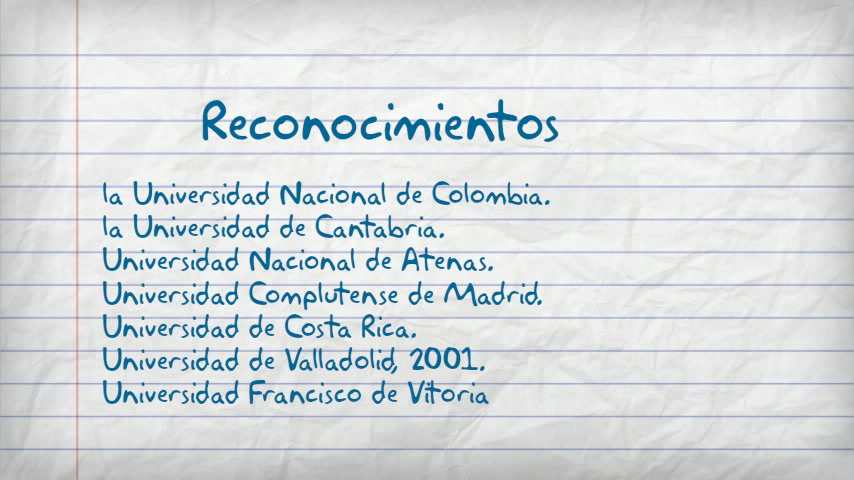 Reconocimientos
la Universidad Nacional de Colombia.
la Universidad de Cantabria.
Universidad Nacional de Atenas.
Universidad Complutense de Madrid.
Universidad de Costa Rica.
Universidad de Valladolid, 2001.
Universidad Francisco de Vitoria